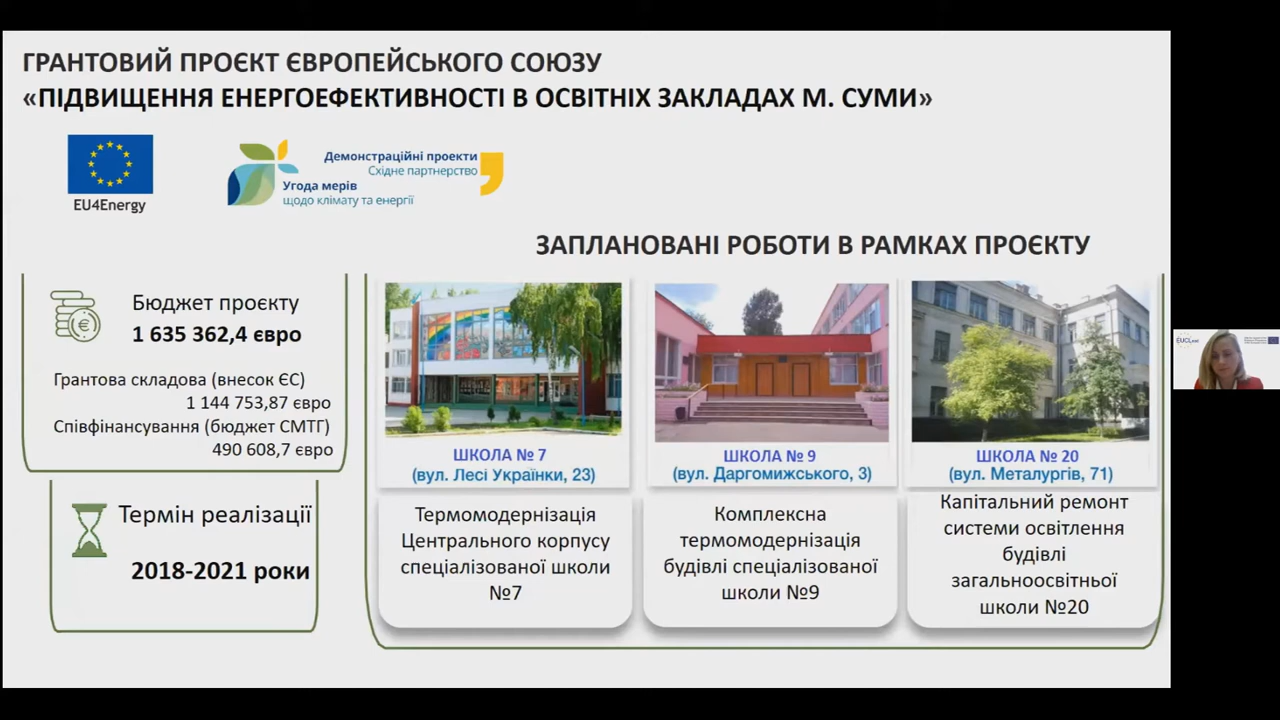 ГРАНТОВИЙ ПРОЄКТ ЄВРОПЕЙСЬКОГО СОЮЗУ
«ПІДВИЩЕННЯ ЕНЕРГОЕФЕКТИВНОСТІ В ОСВІТНІХ ЗАКЛАДАХ М. СУМИ»
EU4Energy
Демонстраційні проекти
Східне партнерство
Угода мерів
щодо клімату та енергії
ЗАПЛАНОВАНІ РОБОТИ В РАМКАХ ПРОЄКТУ
Бюджет проєкту
1 635 362,4 євро
Грантова складова (внесок ЄС)
1 144 753,87 євро
Співфінансування (бюджет СМТГ)
490 608,7 євро
Термін реалізації
2018-2021 роки
ШКОЛА № 7
(вул. Лесі Українки, 23)
Термомодернізація
Центрального корпусу
спеціалізованої школи
№7
ШКОЛА № 9
(вул. Даргомижського, 3)
Комплексна
термомодернізація
будівлі спеціалізованої
школи №9
ШКОЛА № 20
(вул. Металургів, 71)
Капітальний ремонт
системи освітлення
будівлі
загальноосвітньої
школи №20